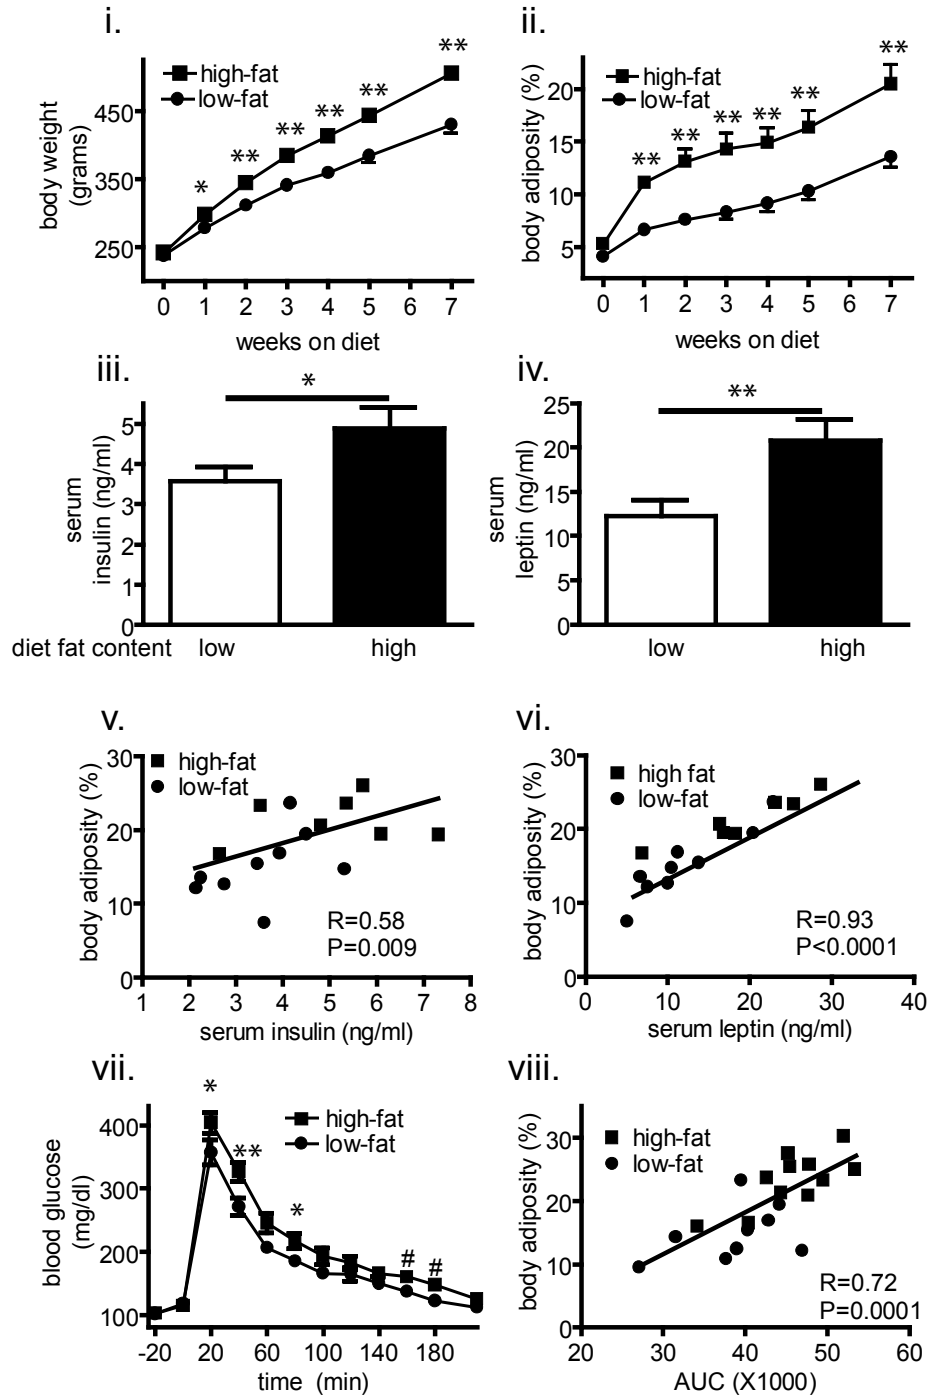 i.
** 
high-fat
low-fat
**
**
**
**
*
450
350
250
body weight
(grams)
0 1 2 3 4 5 6 7
weeks on diet
ii.
**
high-fat
low-fat
**
**
**
**
**
20
15
10
5
body adiposity (%)
0 1 2 3 4 5 6 7
weeks on diet
iii.
*
5
4
3
2
1
0
serum
insulin (ng/ml)
diet fat content low high
iv.
**
25
20
15
10
5
0
serum
leptin (ng/ml)
low high
v.
high-fat
low-fat
30
20
10
0
body adiposity (%)
R=0.58
P=0.009
1 2 3 4 5 6 7 8
serum insulin (ng/ml)
vi.
high fat
low-fat
30
20
10
0
body adiposity (%)
R=0.93
P<0.0001
0 10 20 30 40
serum leptin (ng/ml)
vii.
*
high-fat
low-fat
**
*
# #
400
300
200
100
blood glucose
(mg/dl)
-20 20 60 100 140 180
time (min)
viii.
high-fat
low-fat
30
20
10
0
body adiposity (%)
R=0.72
P=0.0001
20 30 40 50 60
AUC (X1000)